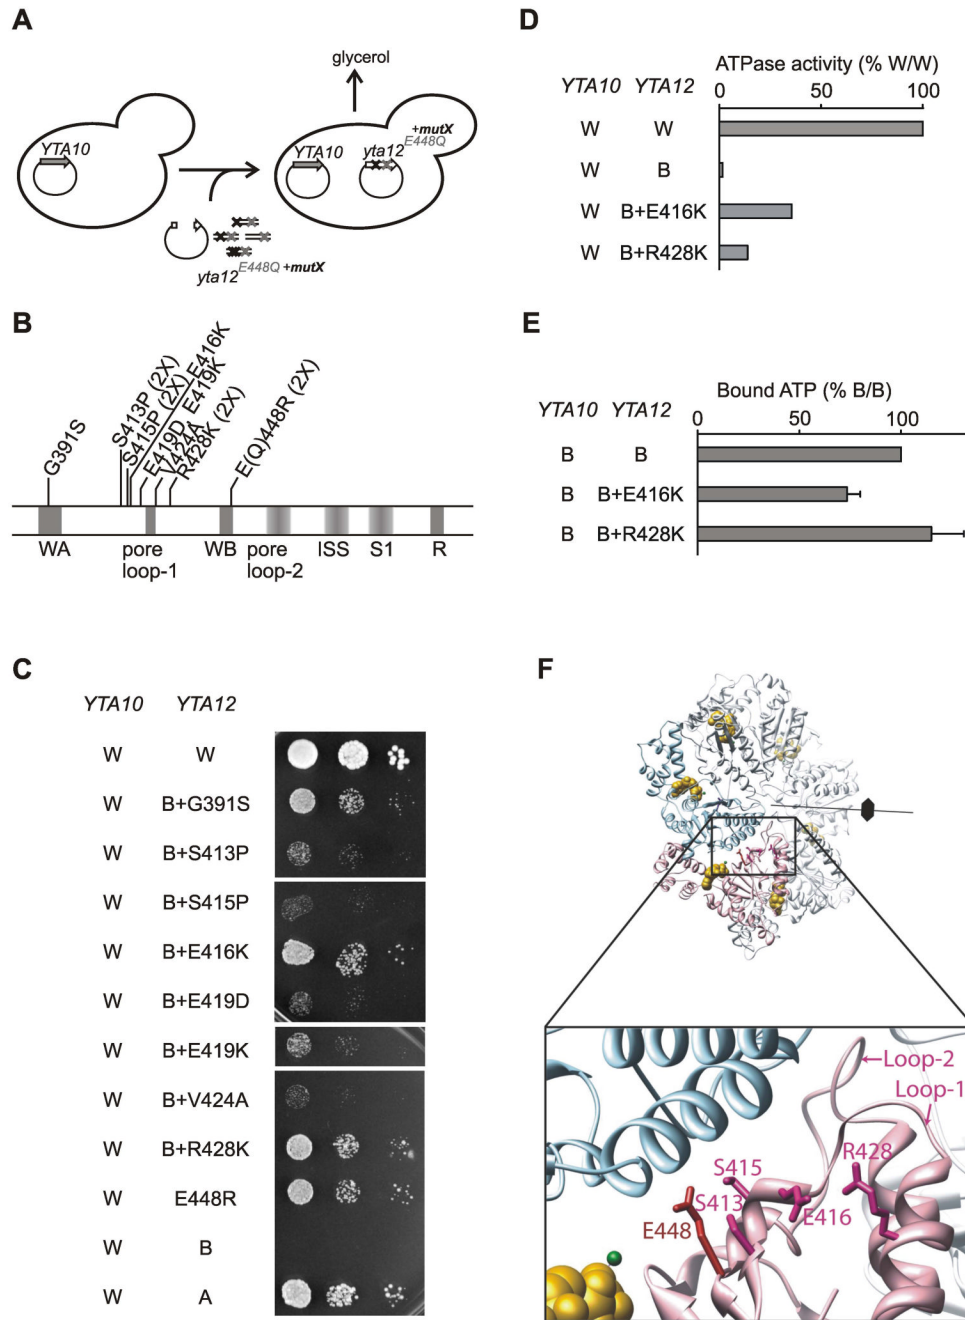 A
glycerol
YTA10
YTA10
yta12
E448Q
+mutX
yta12 E448Q +mutX
B
G391S
S413P (2X)
S415P (2X)
E416K
E419D
E419K
V424A
R428K (2X)
E(Q)448R (2X)
WA
pore loop-1
WB
pore loop-2
ISS
S1
R
C
YTA10 YTA12
W W
W B+G391S
W B+S413P
W B+S415P
W B+E416K
W B+E419D
W B+E419K
W B+V424A
W B+R428K
W E448R
W B
W A
D
ATPase activity (% W/W)
YTA10 YTA12 0 50 100
W W
W B
W B+E416K
W B+R428K
E
Bound ATP (% B/B)
YTA10 YTA12 0 50 100
B B
B B+E416K
B B+R428K
F
Loop-2
Loop-1
R428
S415
S413
E416
E448